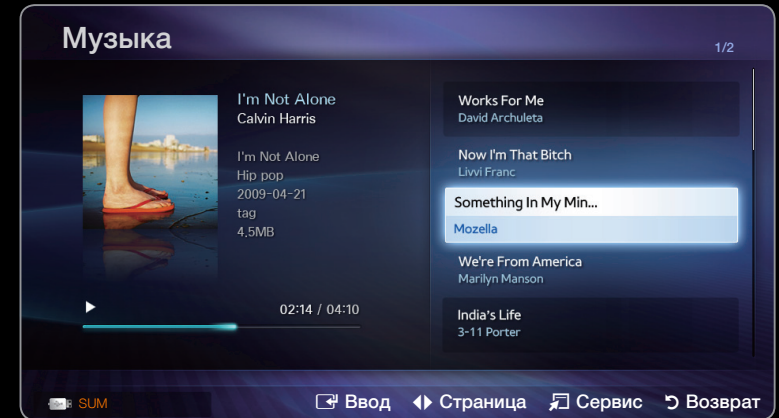 Музыка
1/2
I'm Not Alone
Calvin Harris
I'm Not Alone
Hip pop
2009-04-21
tag
4,5MB
02:14 / 04:10
Works For Me
David Archuleta
Now I'm That Bitch
Livvi Franc
Something In My Min...
Mozella
We're From America
Marilyn Manson
India's Life
3-11 Porter
SUM
Ввод
Страница
Сервис
Возврат